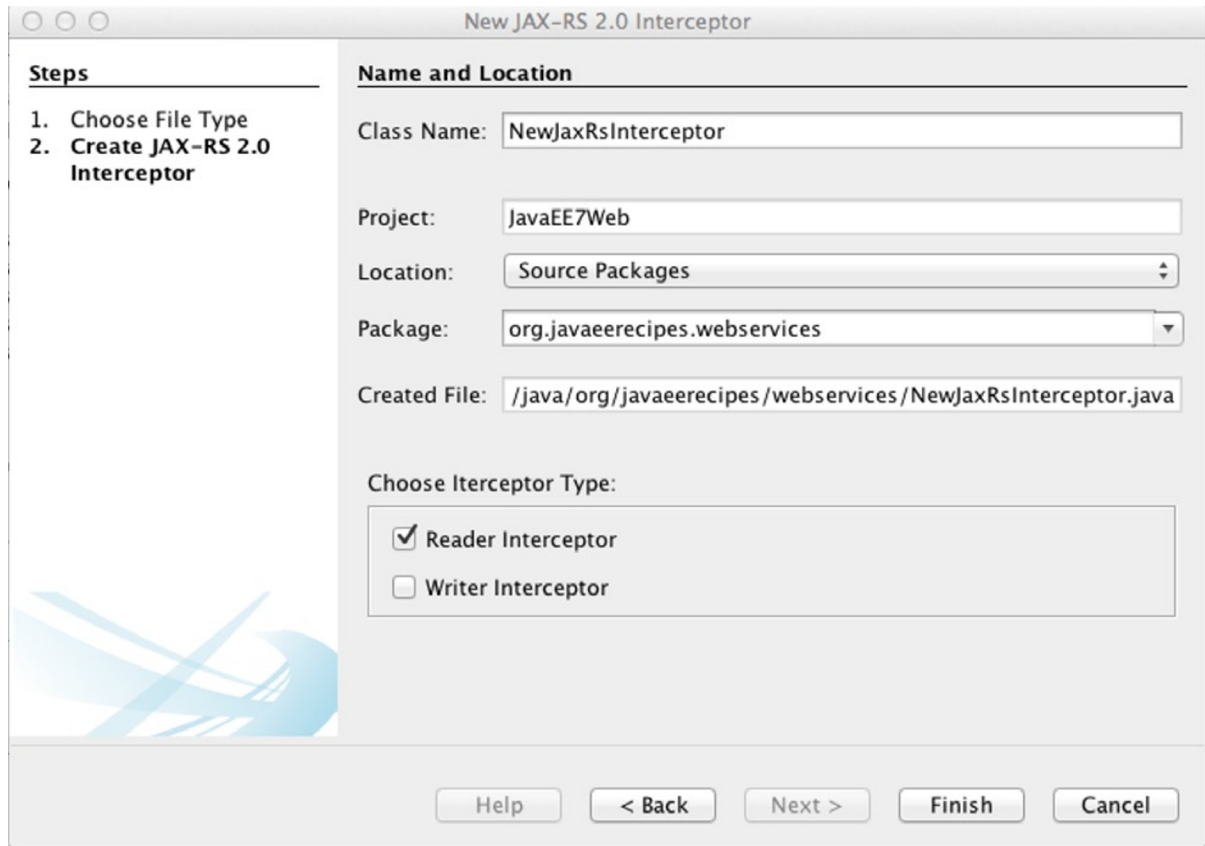 New JAX-RS 2.0 Interceptor
Steps
1. Choose File Type
2. Create JAX-RS 2.0
Interceptor
Name and Location
Class Name: NewJaxRsInterceptor
Project: JavaEE7Web
Location: Source Packages
Package: org.javaeerecipes.webservices
Created File: /java/org/javaeerecipes/webservices/NewJaxRsInterceptor.java
Choose Iterceptor Type:
Reader Interceptor
Writer Interceptor
Help < Back Next > Finish Cancel